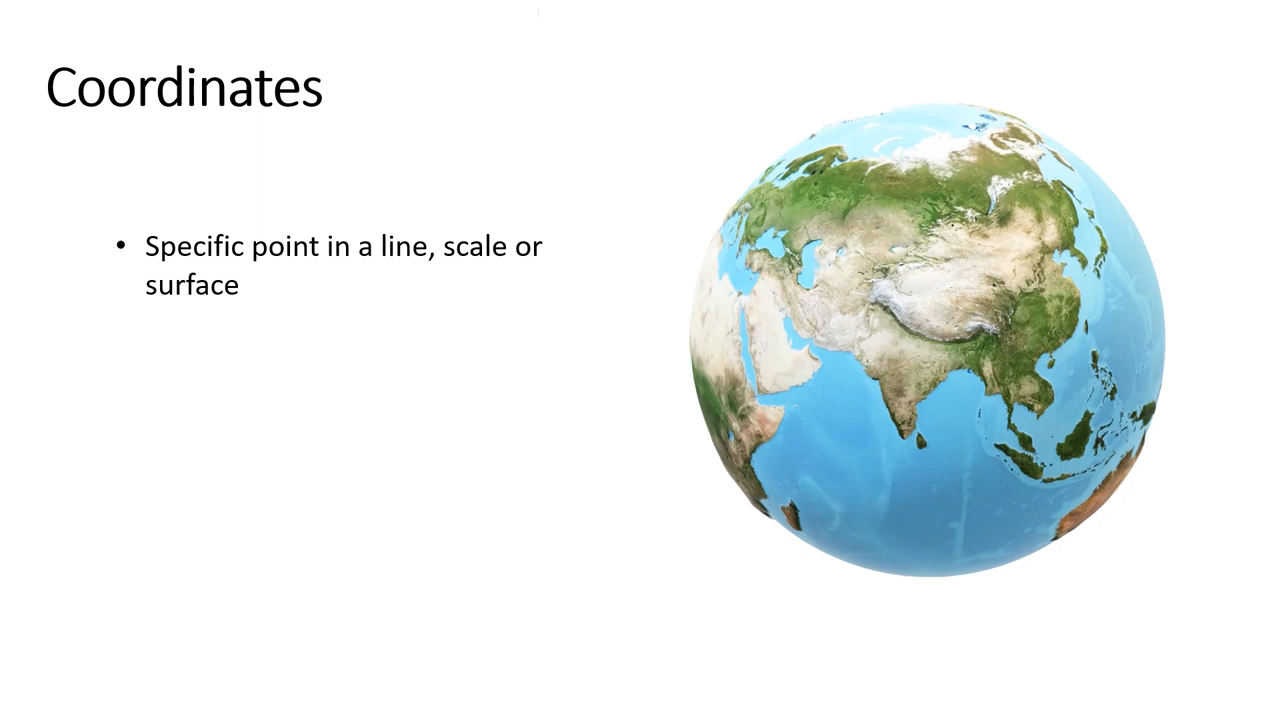 Coordinates
• Specific point in a line, scale or
surface